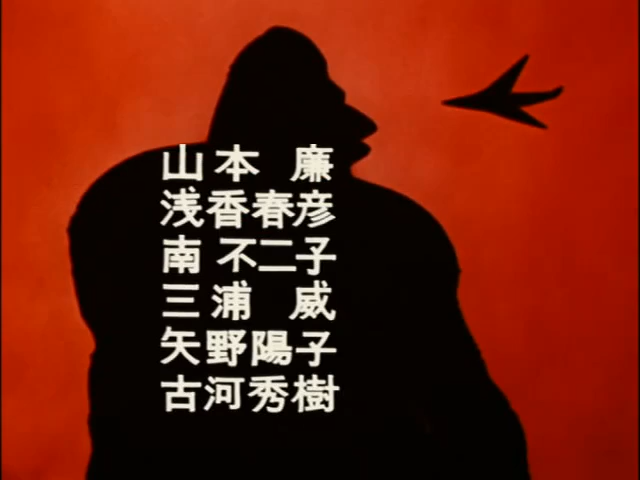 山本 廉
浅香春彦
南 不二子
三浦 威
矢野陽子
古河秀樹